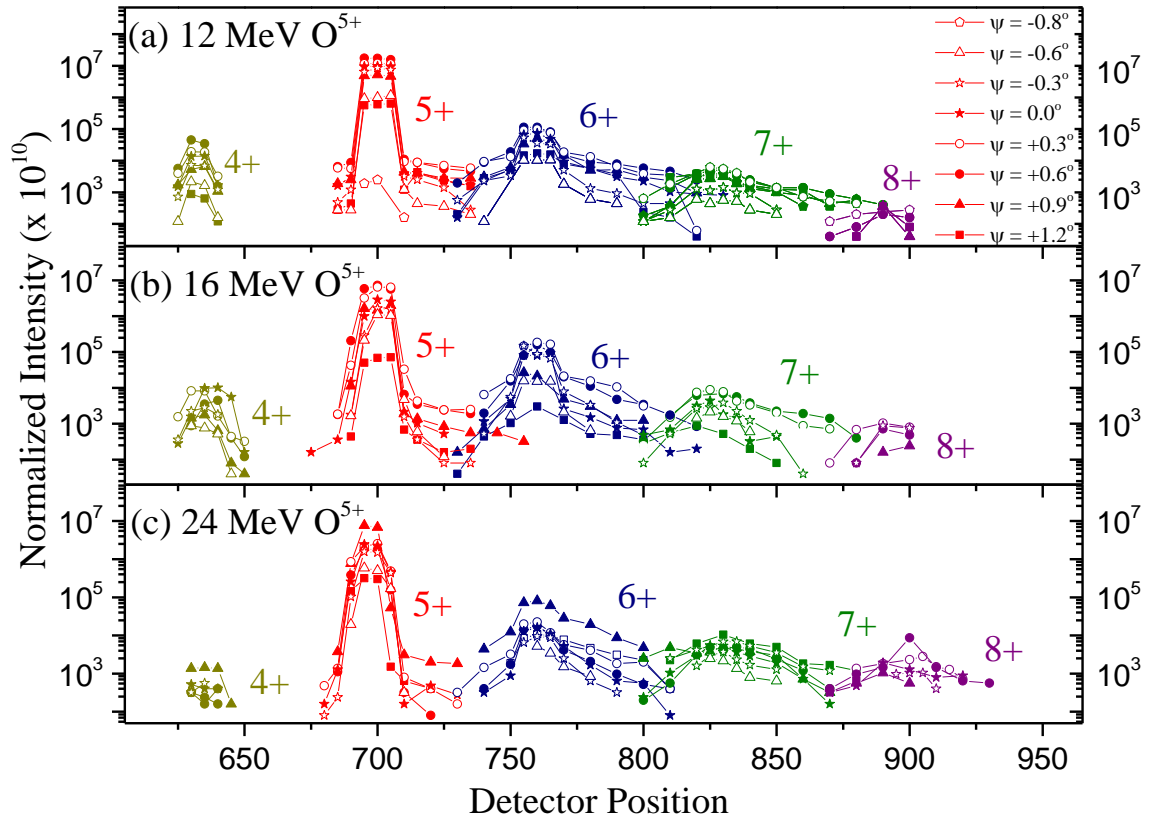 Normalized Intensity (x 10^10)
(a) 12 MeV O^5+
10^7
10^5
10^3
4+
5+
6+
7+
8+
ψ = -0.8°
ψ = -0.6°
ψ = -0.3°
ψ = 0.0°
ψ = +0.3°
ψ = +0.6°
ψ = +0.9°
ψ = +1.2°
10^7
10^5
10^3
(b) 16 MeV O^5+
10^7
10^5
10^3
4+
5+
6+
7+
8+
10^7
10^5
10^3
(c) 24 MeV O^5+
10^7
10^5
10^3
4+
5+
6+
7+
8+
10^7
10^5
10^3
650 700 750 800 850 900 950
Detector Position